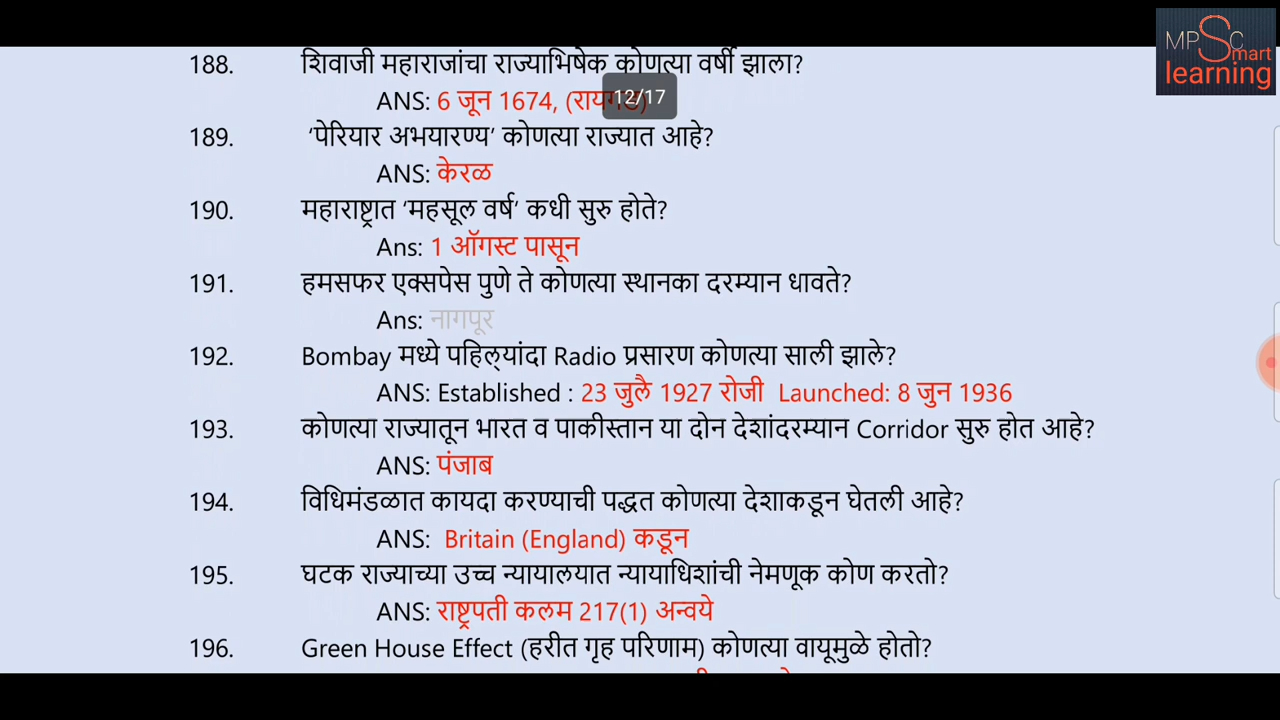 MPSC
Smart
learning
188. शिवाजी महाराजांचा राज्याभिषेक कोणत्या वर्षी झाला?
ANS: 6 जून 1674,
12/17
189. ‘पेरियार अभयारण्य’ कोणत्या राज्यात आहे?
ANS: केरळ
190. महाराष्ट्रात ‘महसूल वर्ष’ कधी सुरु होते?
Ans: 1 ऑगस्ट पासून
191. हमसफर एक्सपेस पुणे ते कोणत्या स्थानका दरम्यान धावते?
Ans: नागपूर
192. Bombay मध्ये पहिल्‍यांदा Radio प्रसारण कोणत्या साली झाले?
ANS: Established : 23 जुलै 1927 रोजी Launched: 8 जुन 1936
193. कोणत्या राज्यातून भारत व पाकीस्तान या दोन देशांदरम्यान Corridor सुरु होत आहे?
ANS: पंजाब
194. विधिमंडळात कायदा करण्याची पद्धत कोणत्या देशाकडून घेतली आहे?
ANS: Britain (England) कडून
195. घटक राज्याच्या उच्च न्यायालयात न्यायाधिशांची नेमणूक कोण करतो?
ANS: राष्ट्रपती कलम 217(1) अन्वये
196. Green House Effect (हरीत गृह परिणाम) कोणत्या वायूमुळे होतो?